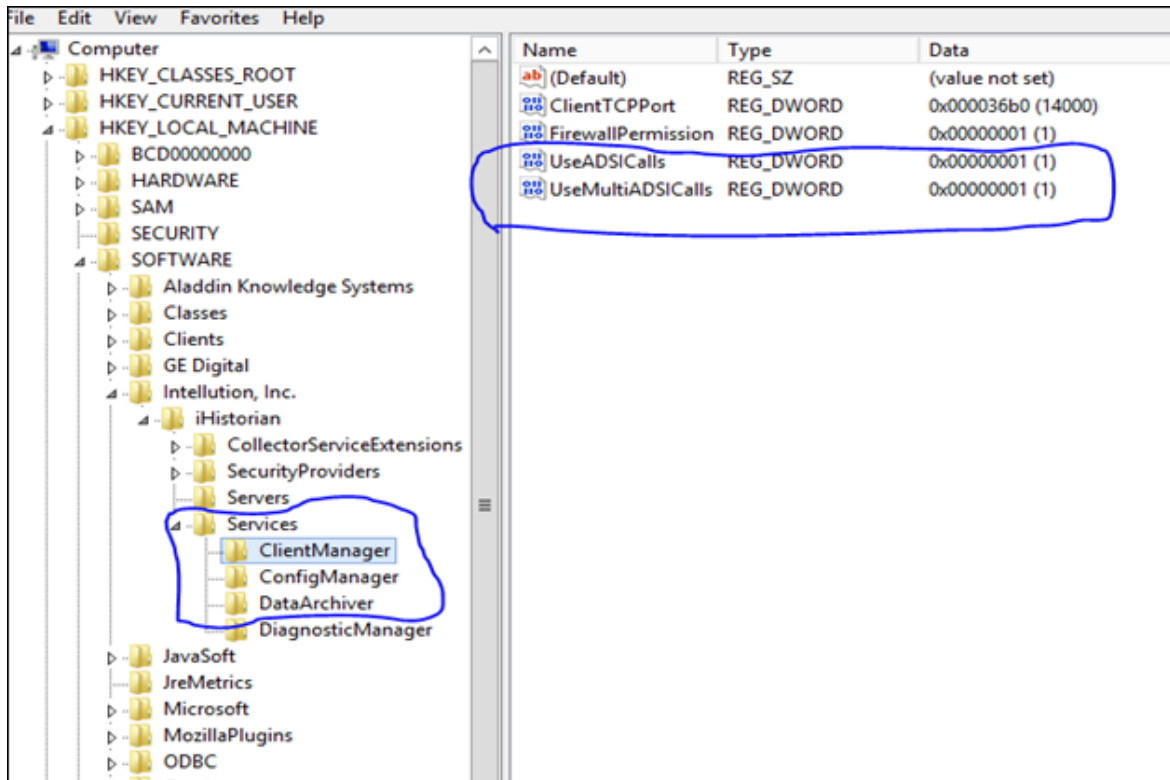 File Edit View Favorites Help
Computer
HKEY_CLASSES_ROOT
HKEY_CURRENT_USER
HKEY_LOCAL_MACHINE
BCD00000000
HARDWARE
SAM
SECURITY
SOFTWARE
Aladdin Knowledge Systems
Classes
Clients
GE Digital
Intellution, Inc.
iHistorian
CollectorServiceExtensions
SecurityProviders
Servers
Services
ClientManager
ConfigManager
DataArchiver
DiagnosticManager
JavaSoft
JreMetrics
Microsoft
MozillaPlugins
ODBC
Name Type Data
(Default) REG_SZ (value not set)
ClientTCPPort REG_DWORD 0x000036b0 (14000)
FirewallPermission REG_DWORD 0x00000001 (1)
UseADSICalls REG_DWORD 0x00000001 (1)
UseMultiADSICalls REG_DWORD 0x00000001 (1)